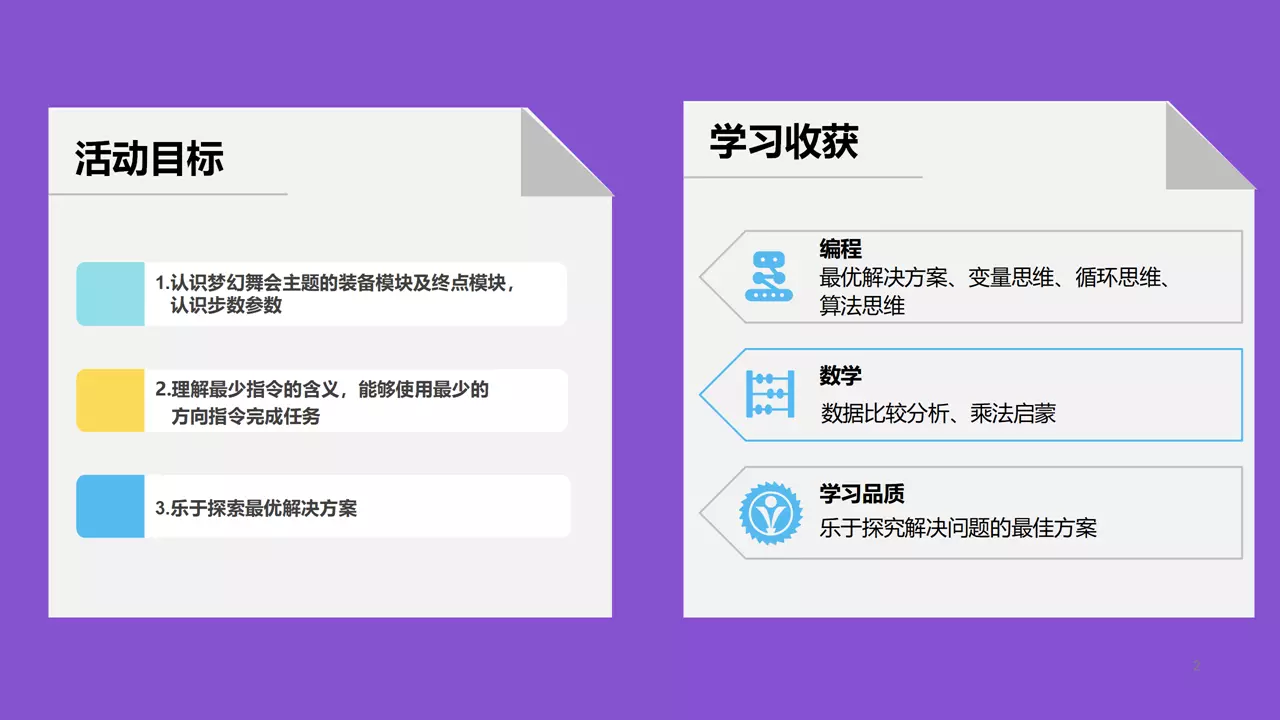 活动目标
1.认识梦幻舞会主题的装备模块及终点模块，
认识步数参数
2.理解最少指令的含义，能够使用最少的
方向指令完成任务
3.乐于探索最优解决方案
学习收获
编程
最优解决方案、变量思维、循环思维、
算法思维
数学
数据比较分析、乘法启蒙
学习品质
乐于探究解决问题的最佳方案
2